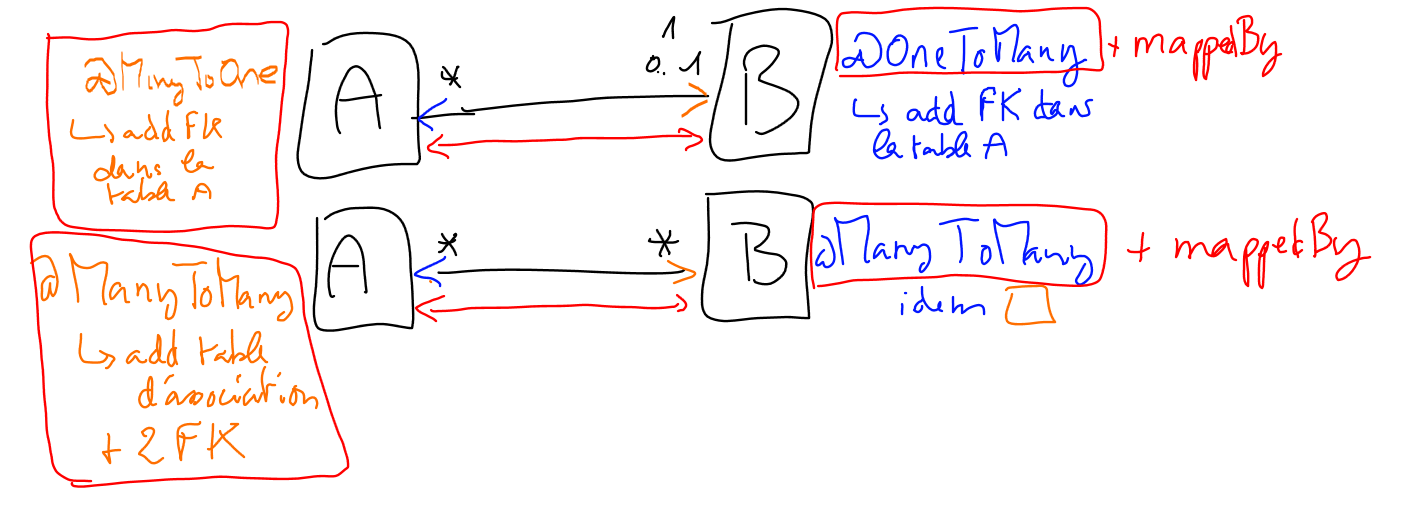 @ManyToOne
↳ add FK
dans la
table A
A
*
1
0..1
B
@OneToMany + mappedBy
↳ add FK dans
la table A
@ManyToMany
↳ add table
d'association
+ 2 FK
A
*
*
B
@ManyToMany + mappedBy
idem